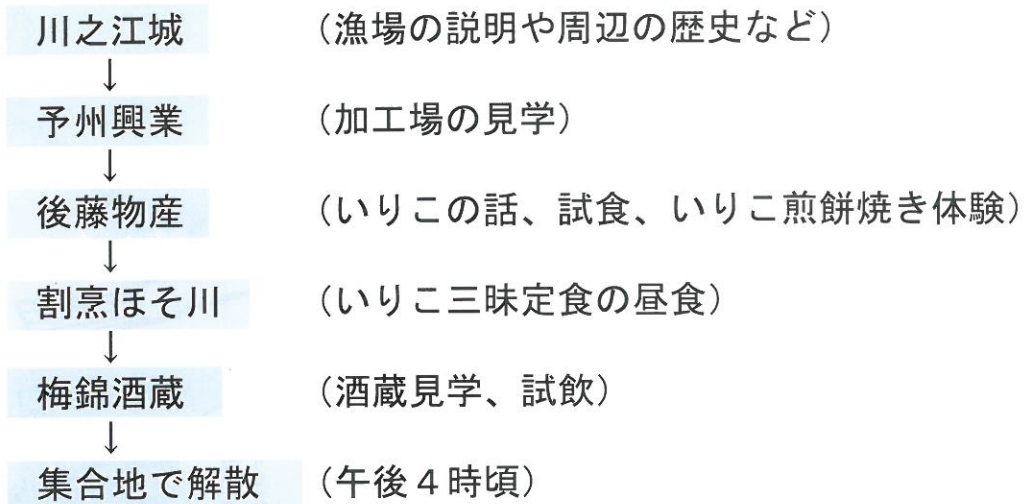 川之江城 (漁場の説明や周辺の歴史など)
↓
予州興業 (加工場の見学)
↓
後藤物産 (いりこの話、試食、いりこ煎餅焼き体験)
↓
割烹ほそ川 (いりこ三昧定食の昼食)
↓
梅錦酒蔵 (酒蔵見学、試飲)
↓
集合地で解散 (午後4時頃)